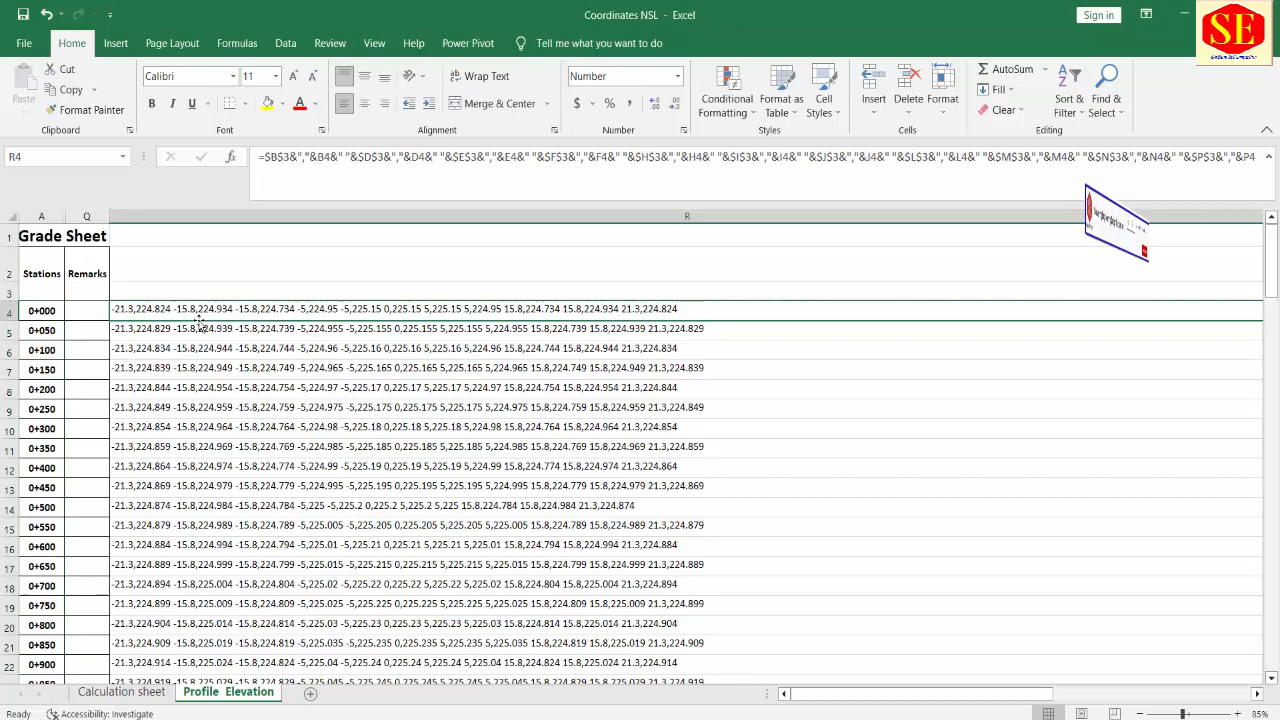 Coordinates NSL - Excel
Sign in
SE
File Home Insert Page Layout Formulas Data Review View Help Power Pivot Tell me what you want to do
Paste
Cut
Copy
Format Painter
Clipboard
Calibri 11
B I U
Font
Wrap Text
Merge & Center
Alignment
Number
$ % ,
Number
Conditional Formatting
Format as Table
Cell Styles
Styles
Insert
Delete
Format
Cells
AutoSum
Fill
Clear
Sort & Filter
Find & Select
Editing
R4
fx
=$B$3&","&B4&" "&$D$3&","&D4&" "&$E$3&","&E4&" "&$F$3&","&F4&" "&$H$3&","&H4&" "&$I$3&","&I4&" "&$J$3&","&J4&" "&$L$3&","&L4&" "&$M$3&","&M4&" "&$N$3&","&N4&" "&$P$3&","&P4
A Q R
1 Grade Sheet
2 Stations Remarks
3
4 0+000 -21.3,224.824 -15.8,224.934 -15.8,224.734 -5,224.95 -5,225.15 0,225.15 5,225.15 5,224.95 15.8,224.734 15.8,224.934 21.3,224.824
5 0+050 -21.3,224.829 -15.8,224.939 -15.8,224.739 -5,224.955 -5,225.155 0,225.155 5,225.155 5,224.955 15.8,224.739 15.8,224.939 21.3,224.829
6 0+100 -21.3,224.834 -15.8,224.944 -15.8,224.744 -5,224.96 -5,225.16 0,225.16 5,225.16 5,224.96 15.8,224.744 15.8,224.944 21.3,224.834
7 0+150 -21.3,224.839 -15.8,224.949 -15.8,224.749 -5,224.965 -5,225.165 0,225.165 5,225.165 5,224.965 15.8,224.749 15.8,224.949 21.3,224.839
8 0+200 -21.3,224.844 -15.8,224.954 -15.8,224.754 -5,224.97 -5,225.17 0,225.17 5,225.17 5,224.97 15.8,224.754 15.8,224.954 21.3,224.844
9 0+250 -21.3,224.849 -15.8,224.959 -15.8,224.759 -5,224.975 -5,225.175 0,225.175 5,225.175 5,224.975 15.8,224.759 15.8,224.959 21.3,224.849
10 0+300 -21.3,224.854 -15.8,224.964 -15.8,224.764 -5,224.98 -5,225.18 0,225.18 5,225.18 5,224.98 15.8,224.764 15.8,224.964 21.3,224.854
11 0+350 -21.3,224.859 -15.8,224.969 -15.8,224.769 -5,224.985 -5,225.185 0,225.185 5,225.185 5,224.985 15.8,224.769 15.8,224.969 21.3,224.859
12 0+400 -21.3,224.864 -15.8,224.974 -15.8,224.774 -5,224.99 -5,225.19 0,225.19 5,225.19 5,224.99 15.8,224.774 15.8,224.974 21.3,224.864
13 0+450 -21.3,224.869 -15.8,224.979 -15.8,224.779 -5,224.995 -5,225.195 0,225.195 5,225.195 5,224.995 15.8,224.779 15.8,224.979 21.3,224.869
14 0+500 -21.3,224.874 -15.8,224.984 -15.8,224.784 -5,225 -5,225.2 0,225.2 5,225.2 5,225 15.8,224.784 15.8,224.984 21.3,224.874
15 0+550 -21.3,224.879 -15.8,224.989 -15.8,224.789 -5,225.005 -5,225.205 0,225.205 5,225.205 5,225.005 15.8,224.789 15.8,224.989 21.3,224.879
16 0+600 -21.3,224.884 -15.8,224.994 -15.8,224.794 -5,225.01 -5,225.21 0,225.21 5,225.21 5,225.01 15.8,224.794 15.8,224.994 21.3,224.884
17 0+650 -21.3,224.889 -15.8,224.999 -15.8,224.799 -5,225.015 -5,225.215 0,225.215 5,225.215 5,225.015 15.8,224.799 15.8,224.999 21.3,224.889
18 0+700 -21.3,224.894 -15.8,225.004 -15.8,224.804 -5,225.02 -5,225.22 0,225.22 5,225.22 5,225.02 15.8,224.804 15.8,225.004 21.3,224.894
19 0+750 -21.3,224.899 -15.8,225.009 -15.8,224.809 -5,225.025 -5,225.225 0,225.225 5,225.225 5,225.025 15.8,224.809 15.8,225.009 21.3,224.899
20 0+800 -21.3,224.904 -15.8,225.014 -15.8,224.814 -5,225.03 -5,225.23 0,225.23 5,225.23 5,225.03 15.8,224.814 15.8,225.014 21.3,224.904
21 0+850 -21.3,224.909 -15.8,225.019 -15.8,224.819 -5,225.035 -5,225.235 0,225.235 5,225.235 5,225.035 15.8,224.819 15.8,225.019 21.3,224.909
22 0+900 -21.3,224.914 -15.8,225.024 -15.8,224.824 -5,225.04 -5,225.24 0,225.24 5,225.24 5,225.04 15.8,224.824 15.8,225.024 21.3,224.914
Calculation sheet Profile Elevation
Ready Accessibility: Investigate 85%